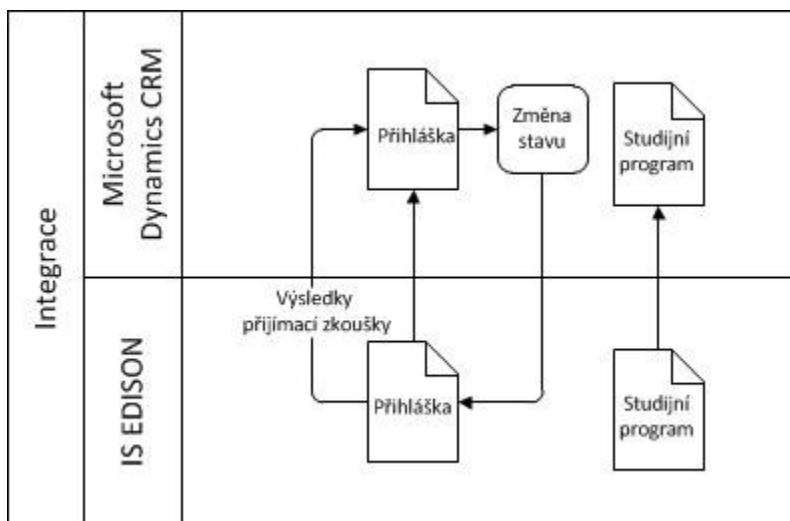 Integrace
Microsoft
Dynamics CRM
Přihláška
Změna
stavu
Studijní
program
IS EDISON
Výsledky
přijímací zkoušky
Přihláška
Studijní
program